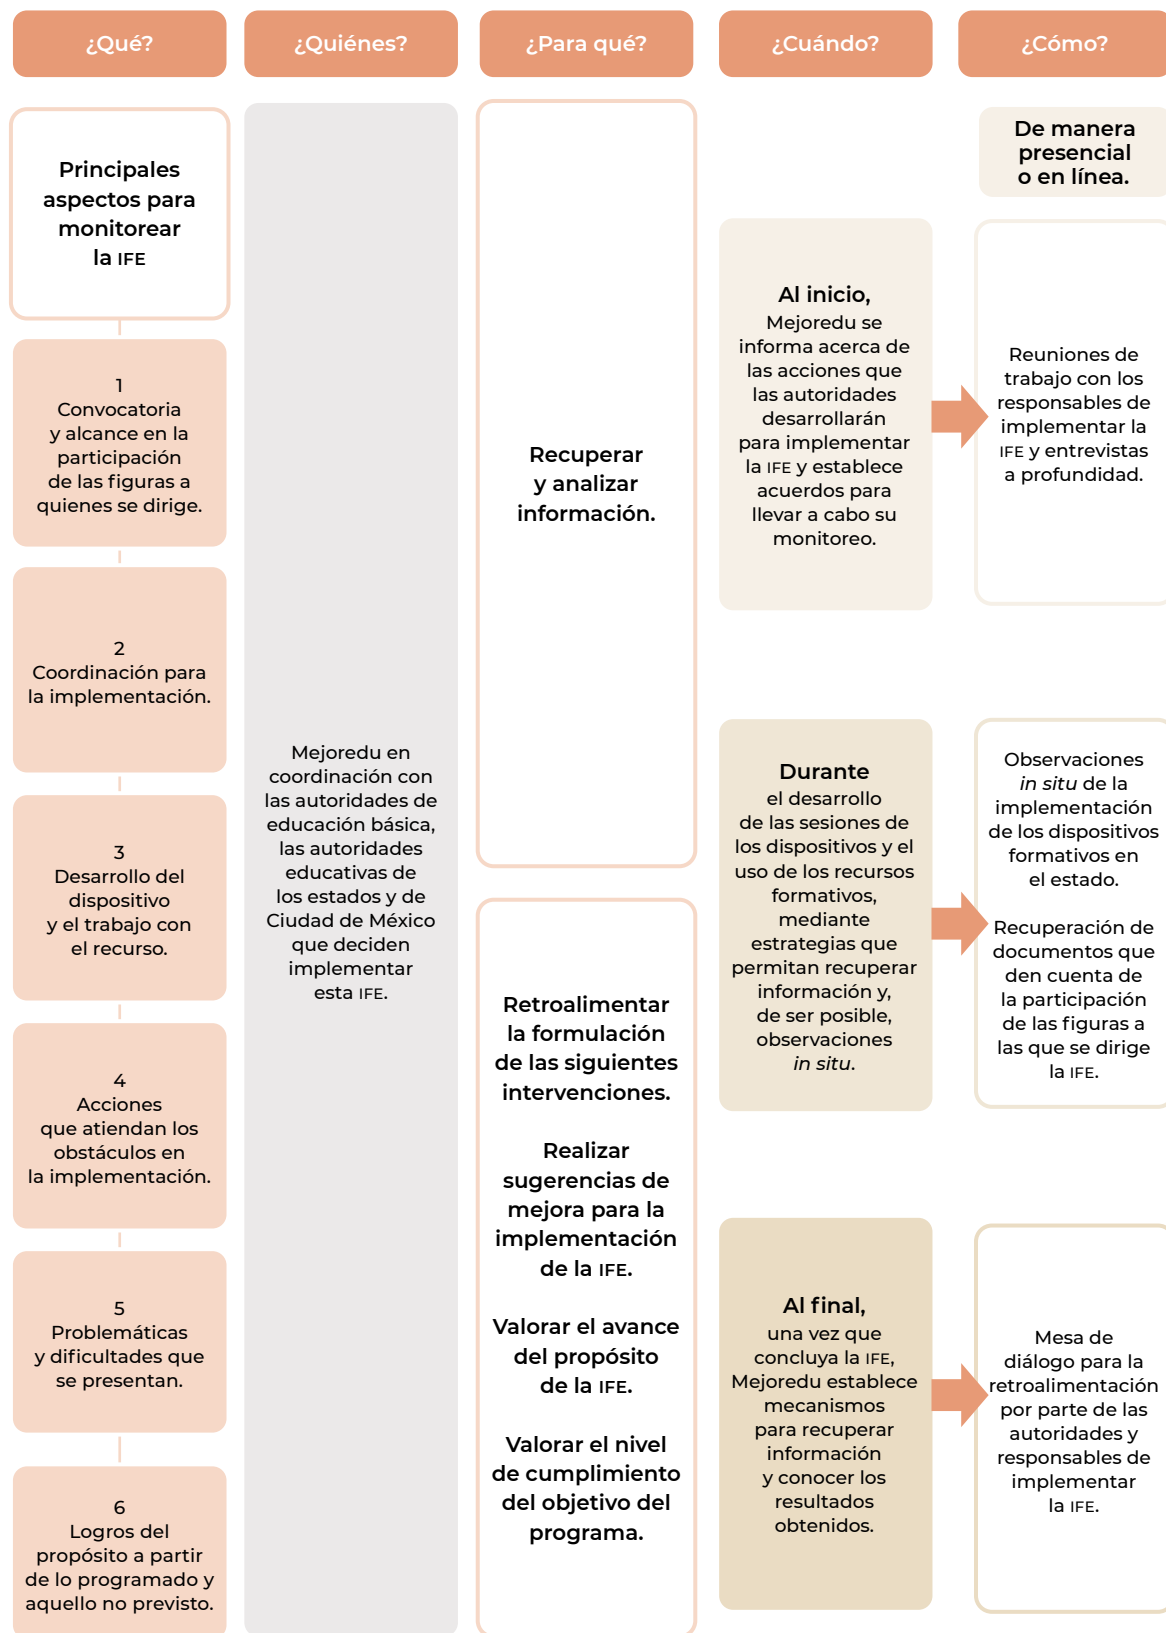 ¿Qué?
¿Quiénes?
¿Para qué?
¿Cuándo?
¿Cómo?
Principales
aspectos para
monitorear
la IFE
1
Convocatoria
y alcance en la
participación
de las figuras a
quienes se dirige.
2
Coordinación para
la implementación.
3
Desarrollo del
dispositivo
y el trabajo con
el recurso.
4
Acciones
que atiendan los
obstáculos en
la implementación.
5
Problemáticas
y dificultades que
se presentan.
6
Logros del
propósito a partir
de lo programado y
aquello no previsto.
Mejoredu en
coordinación con
las autoridades de
educación básica,
las autoridades
educativas de
los estados y de
Ciudad de México
que deciden
implementar
esta IFE.
Recuperar
y analizar
información.
Retroalimentar
la formulación
de las siguientes
intervenciones.
Realizar
sugerencias de
mejora para la
implementación
de la IFE.
Valorar el avance
del propósito
de la IFE.
Valorar el nivel
de cumplimiento
del objetivo del
programa.
Al inicio,
Mejoredu se
informa acerca de
las acciones que
las autoridades
desarrollarán
para implementar
la IFE y establece
acuerdos para
llevar a cabo su
monitoreo.
Durante
el desarrollo
de las sesiones de
los dispositivos y el
uso de los recursos
formativos,
mediante
estrategias que
permitan recuperar
información y,
de ser posible,
observaciones
in situ.
Al final,
una vez que
concluya la IFE,
Mejoredu establece
mecanismos
para recuperar
información
y conocer los
resultados
obtenidos.
De manera
presencial
o en línea.
Reuniones de
trabajo con los
responsables de
implementar la
IFE y entrevistas
a profundidad.
Observaciones
in situ de la
implementación
de los dispositivos
formativos en
el estado.
Recuperación de
documentos que
den cuenta de
la participación
de las figuras a
las que se dirige
la IFE.
Mesa de
diálogo para la
retroalimentación
por parte de las
autoridades y
responsables de
implementar
la IFE.